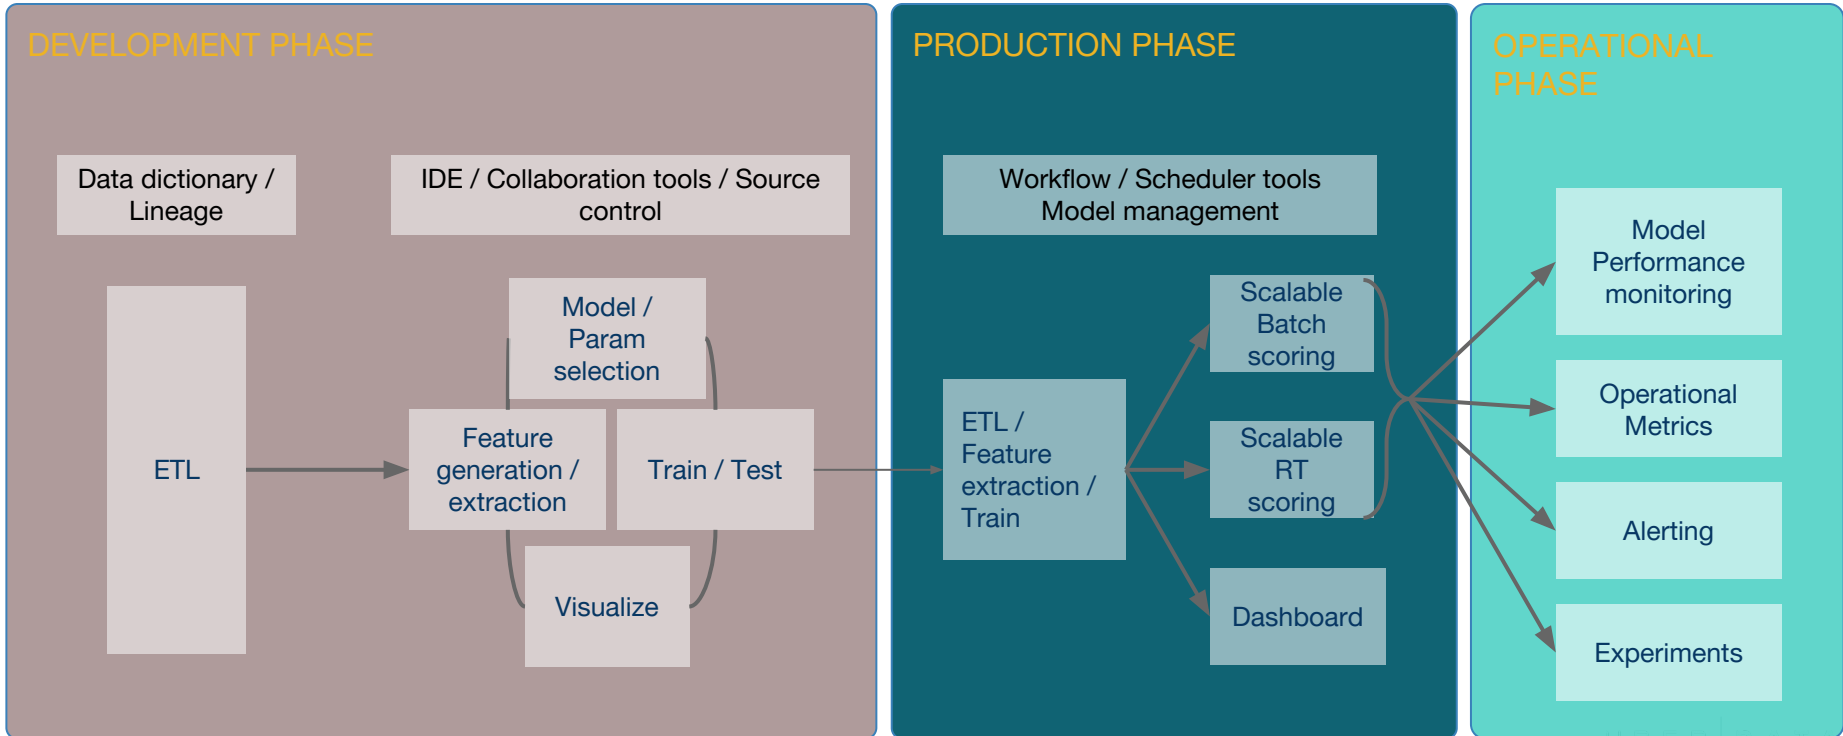 DEVELOPMENT PHASE
Data dictionary /
Lineage
IDE / Collaboration tools / Source
control
ETL
Model /
Param
selection
Feature
generation /
extraction
Train / Test
Visualize
PRODUCTION PHASE
Workflow / Scheduler tools
Model management
ETL /
Feature
extraction /
Train
Scalable
Batch
scoring
Scalable
RT
scoring
Dashboard
OPERATIONAL
PHASE
Model
Performance
monitoring
Operational
Metrics
Alerting
Experiments